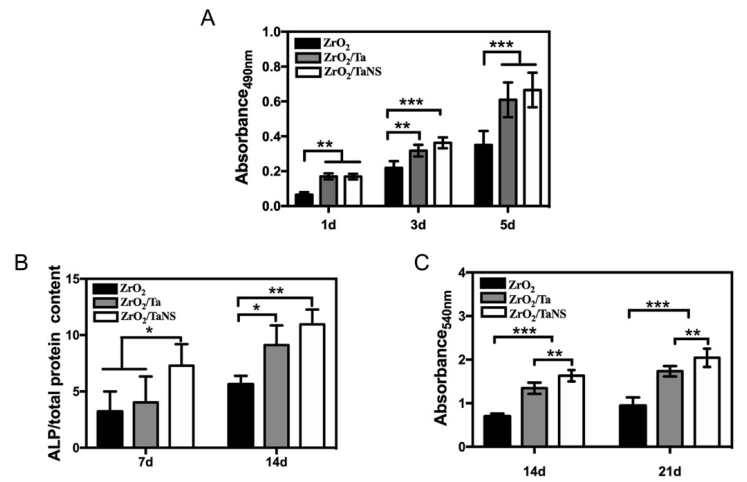 A
Absorbance490nm
1.0
0.8
0.6
0.4
0.2
0.0
ZrO2
ZrO2/Ta
ZrO2/TaNS
**
**
***
***
1d 3d 5d
B
ALP/total protein content
15
10
5
0
ZrO2
ZrO2/Ta
ZrO2/TaNS
*
*
**
7d 14d
C
Absorbance540nm
4
3
2
1
0
ZrO2
ZrO2/Ta
ZrO2/TaNS
***
**
***
**
14d 21d